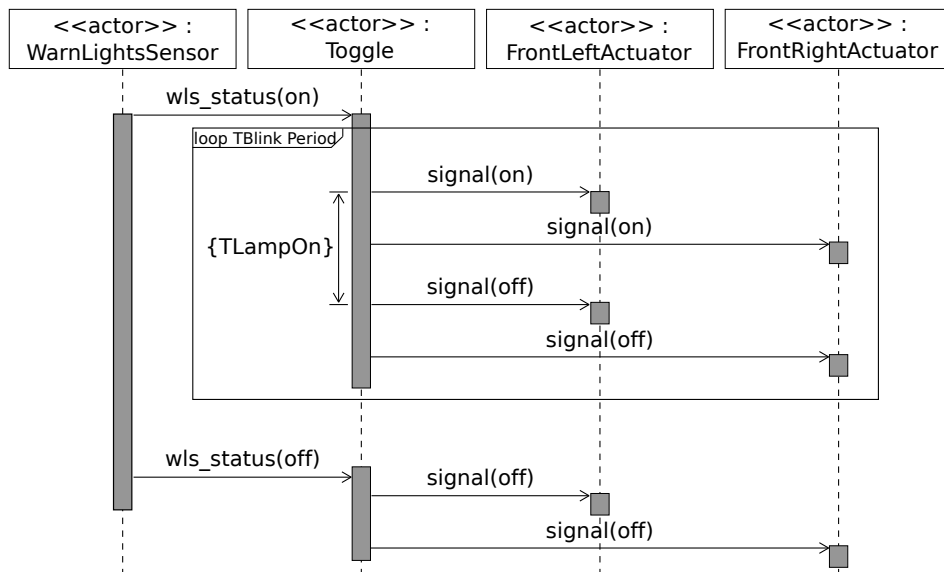 <<actor>> :
WarnLightsSensor
<<actor>> :
Toggle
<<actor>> :
FrontLeftActuator
<<actor>> :
FrontRightActuator
wls_status(on)
loop TBlink Period
signal(on)
signal(on)
{TLampOn}
signal(off)
signal(off)
wls_status(off)
signal(off)
signal(off)